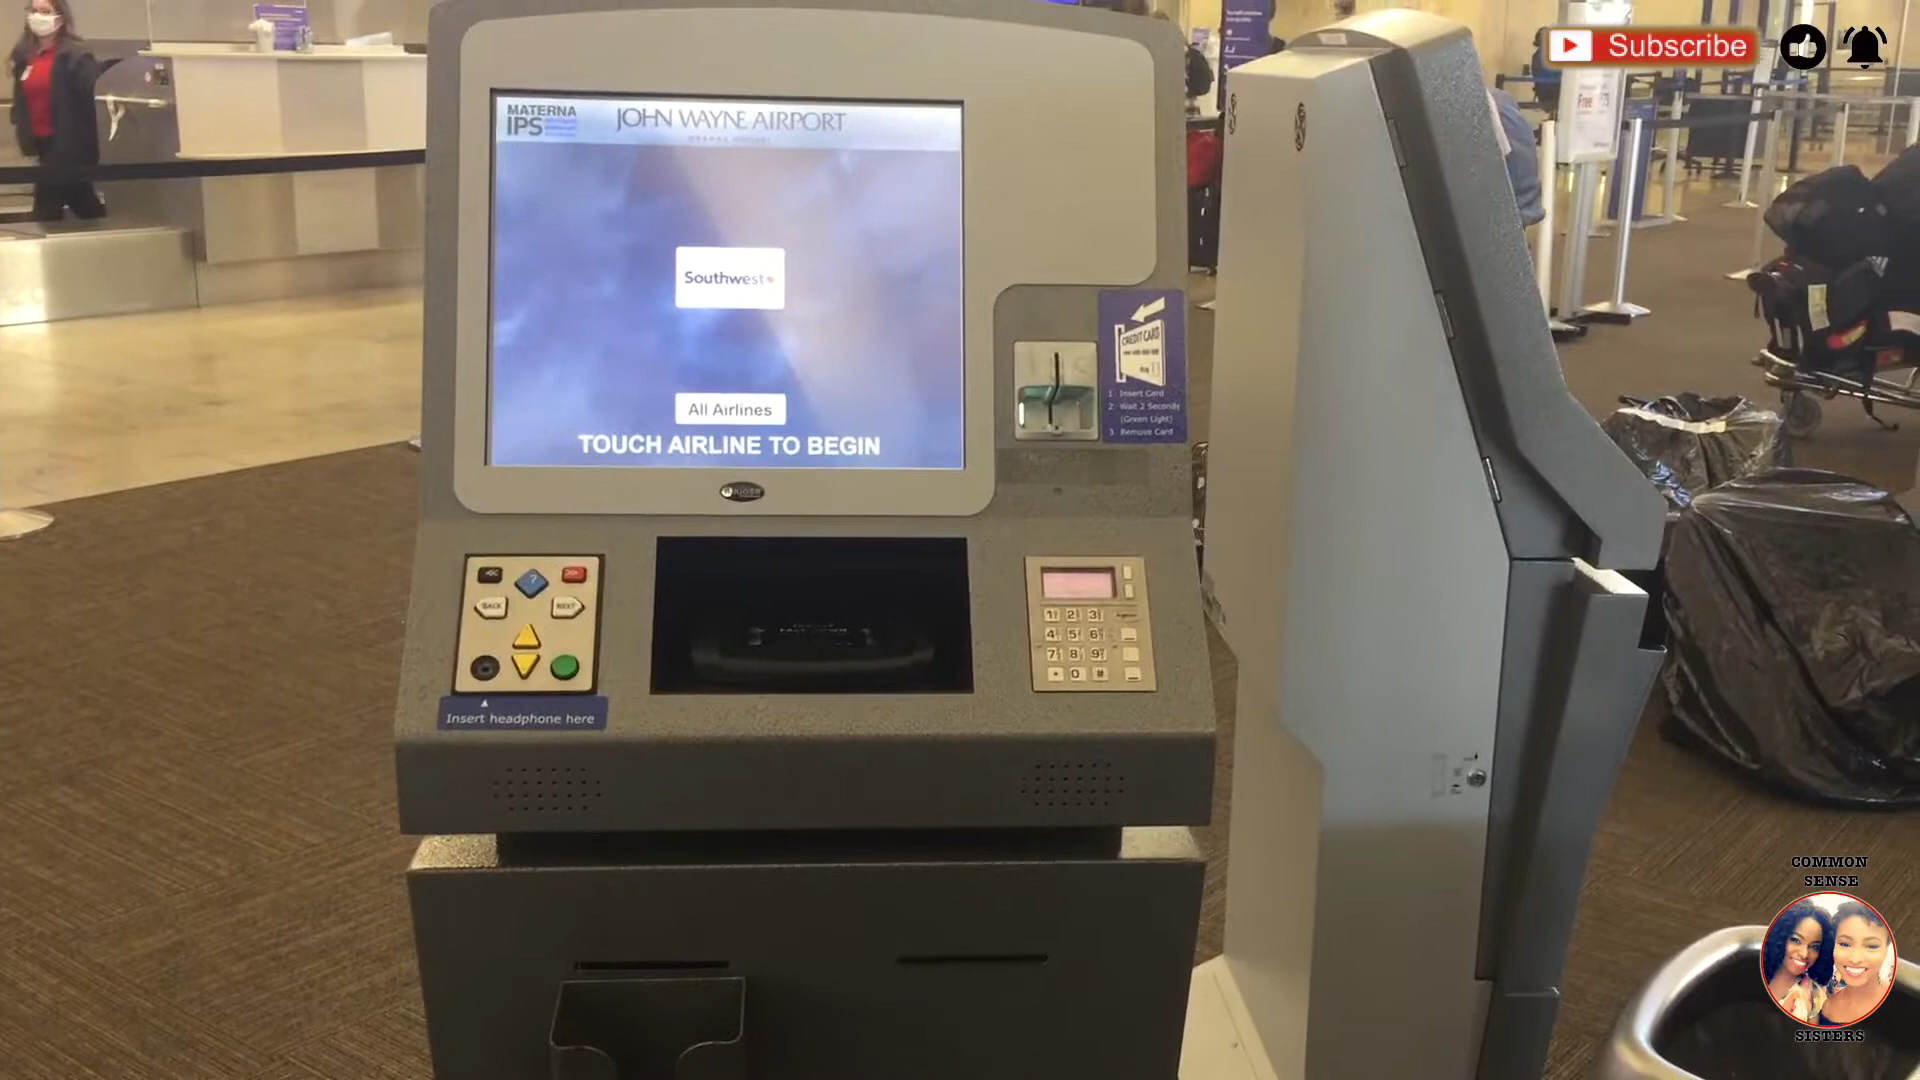 Subscribe
MATERNA
IPS
JOHN WAYNE AIRPORT
Southwest
All Airlines
TOUCH AIRLINE TO BEGIN
CREDIT CARD
1. Insert Card
2. Wait 2 Seconds
(Green Light)
3. Remove Card
<<
?
>>
BACK
NEXT
1 2 3
4 5 6
7 8 9
* 0 #
Insert headphone here
Free
COMMON
SENSE
SISTERS